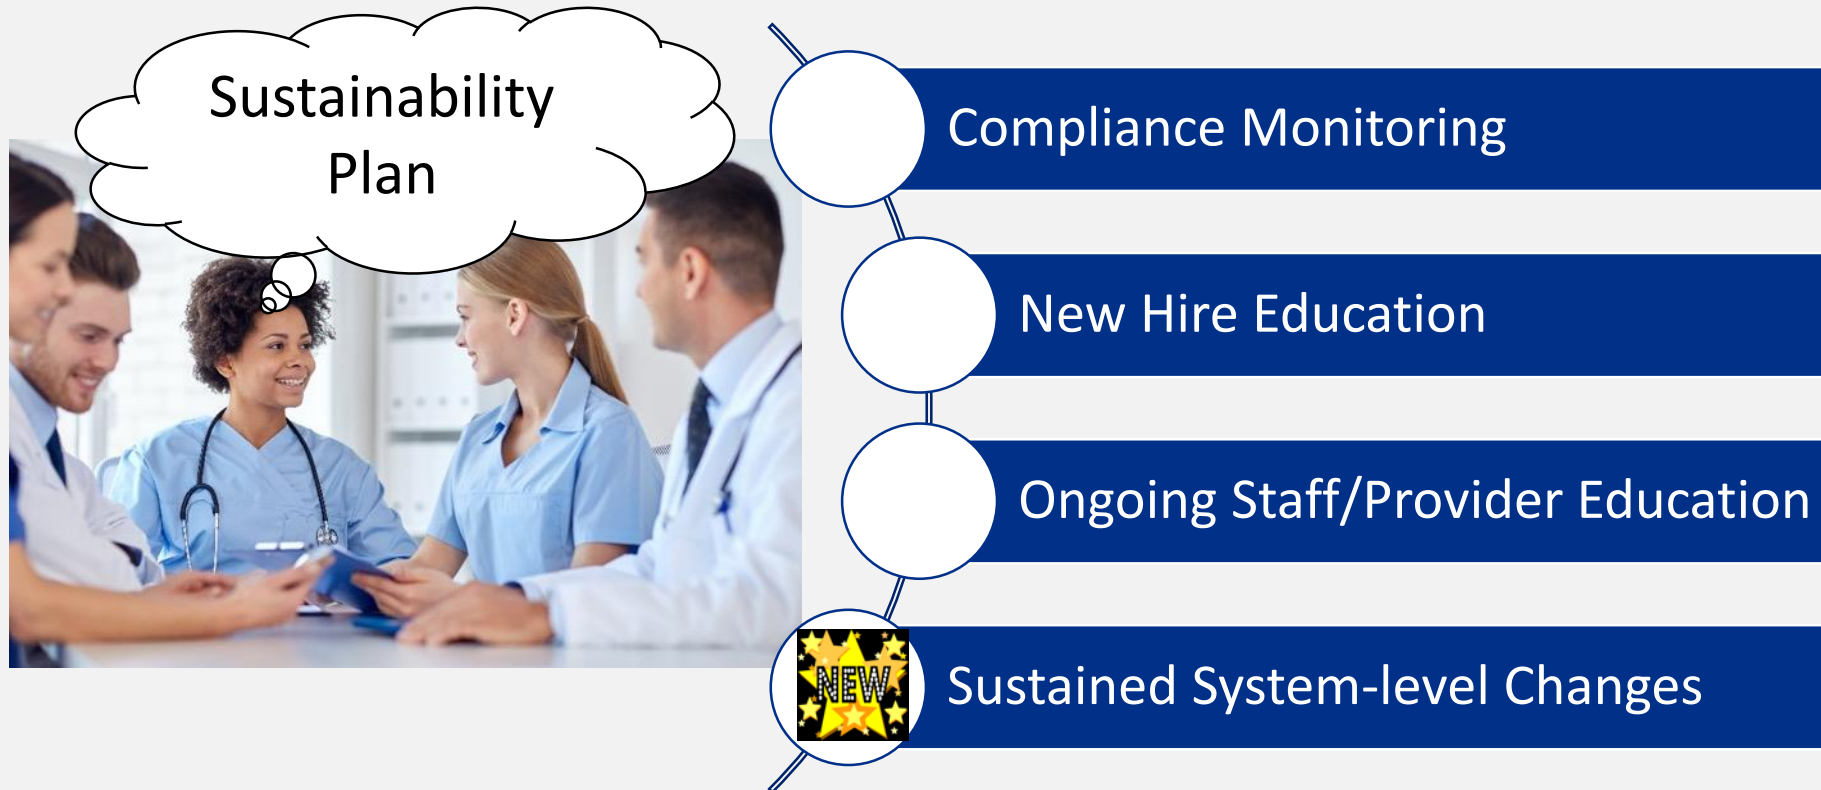 Sustainability
Plan
Compliance Monitoring
New Hire Education
Ongoing Staff/Provider Education
NEW
Sustained System-level Changes